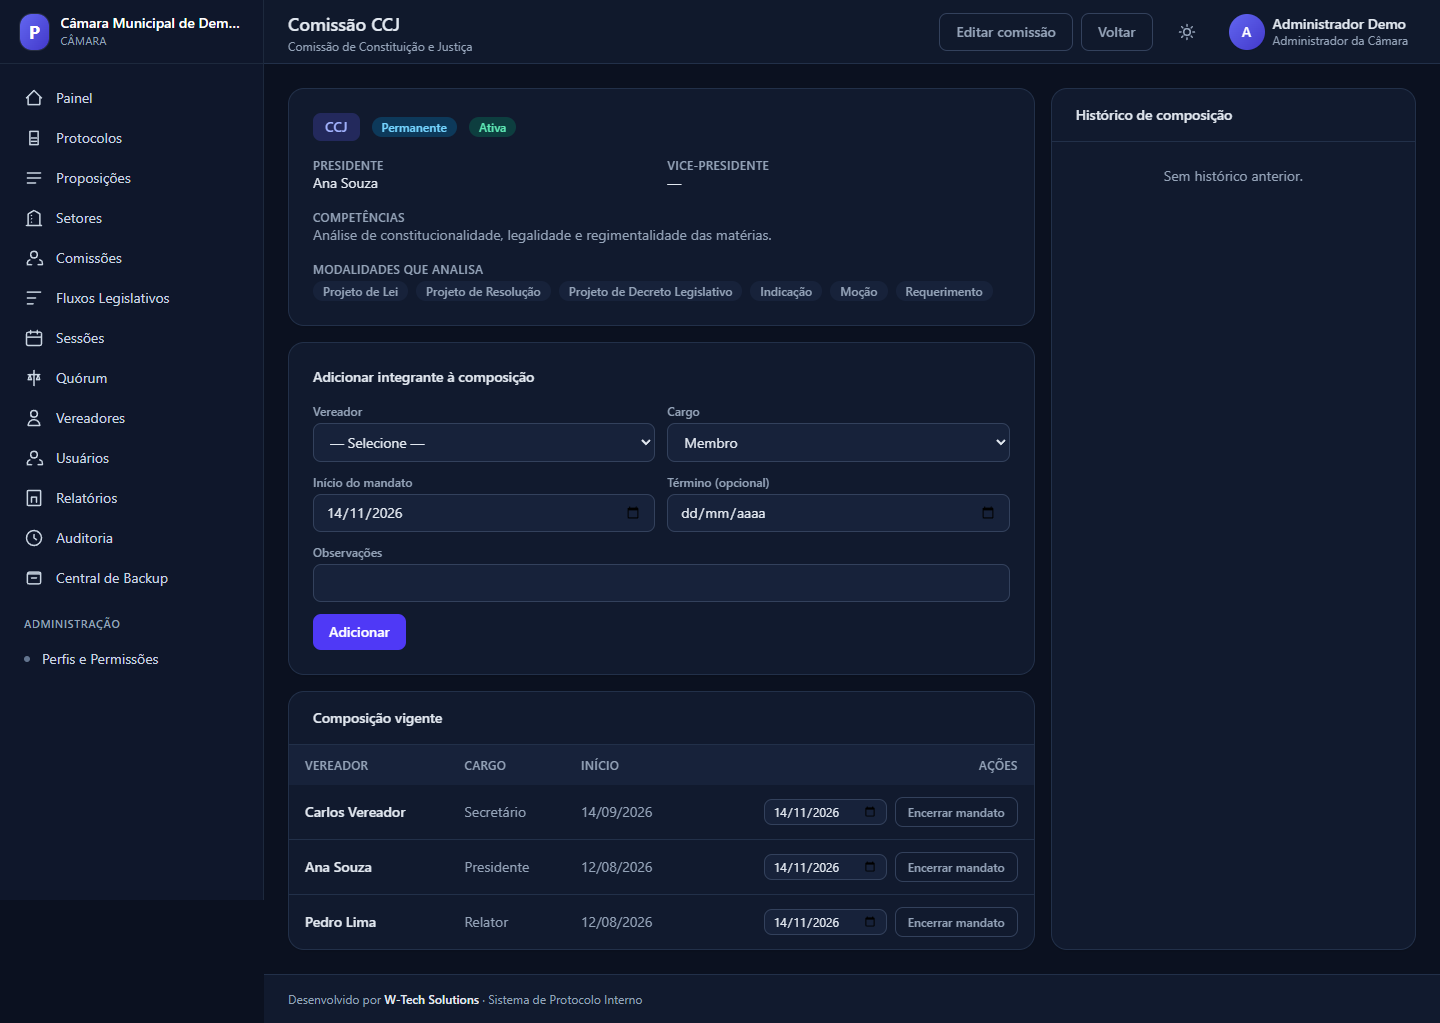 P
Câmara Municipal de Dem...
CÂMARA
Painel
Protocolos
Proposições
Setores
Comissões
Fluxos Legislativos
Sessões
Quórum
Vereadores
Usuários
Relatórios
Auditoria
Central de Backup
ADMINISTRAÇÃO
Perfis e Permissões
Comissão CCJ
Comissão de Constituição e Justiça
Editar comissão
Voltar
A
Administrador Demo
Administrador da Câmara
CCJ Permanente Ativa
PRESIDENTE VICE-PRESIDENTE
Ana Souza —
COMPETÊNCIAS
Análise de constitucionalidade, legalidade e regimentalidade das matérias.
MODALIDADES QUE ANALISA
Projeto de Lei Projeto de Resolução Projeto de Decreto Legislativo Indicação Moção Requerimento
Adicionar integrante à composição
Vereador Cargo
— Selecione — Membro
Início do mandato Término (opcional)
14/11/2026 dd/mm/aaaa
Observações
Adicionar
Composição vigente
VEREADOR CARGO INÍCIO AÇÕES
Carlos Vereador Secretário 14/09/2026 14/11/2026 Encerrar mandato
Ana Souza Presidente 12/08/2026 14/11/2026 Encerrar mandato
Pedro Lima Relator 12/08/2026 14/11/2026 Encerrar mandato
Histórico de composição
Sem histórico anterior.
Desenvolvido por W-Tech Solutions · Sistema de Protocolo Interno